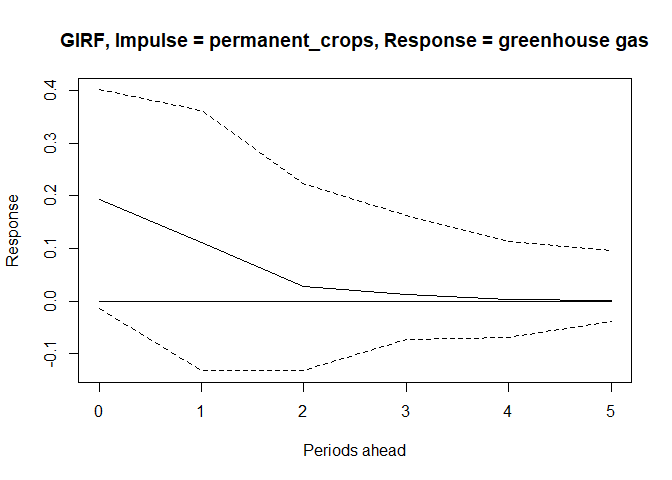 GIRF, Impulse = permanent_crops, Response = greenhouse gas
Response
0.4
0.3
0.2
0.1
0.0
-0.1
0 1 2 3 4 5
Periods ahead